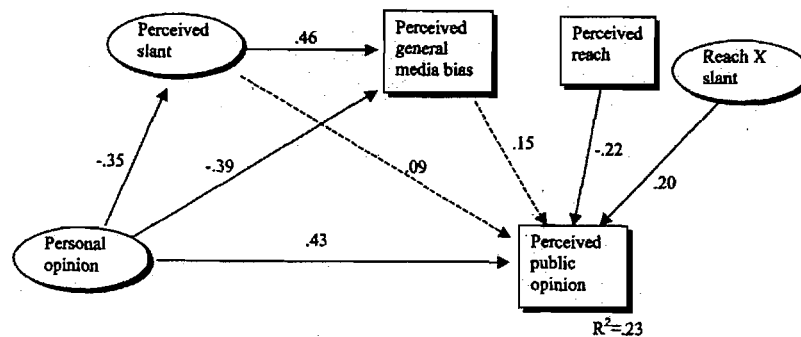 Perceived
slant
.46
Perceived
general
media bias
Perceived
reach
Reach X
slant
-.35
-.39
.09
.15
-.22
.20
Personal
opinion
.43
Perceived
public
opinion
R²=.23